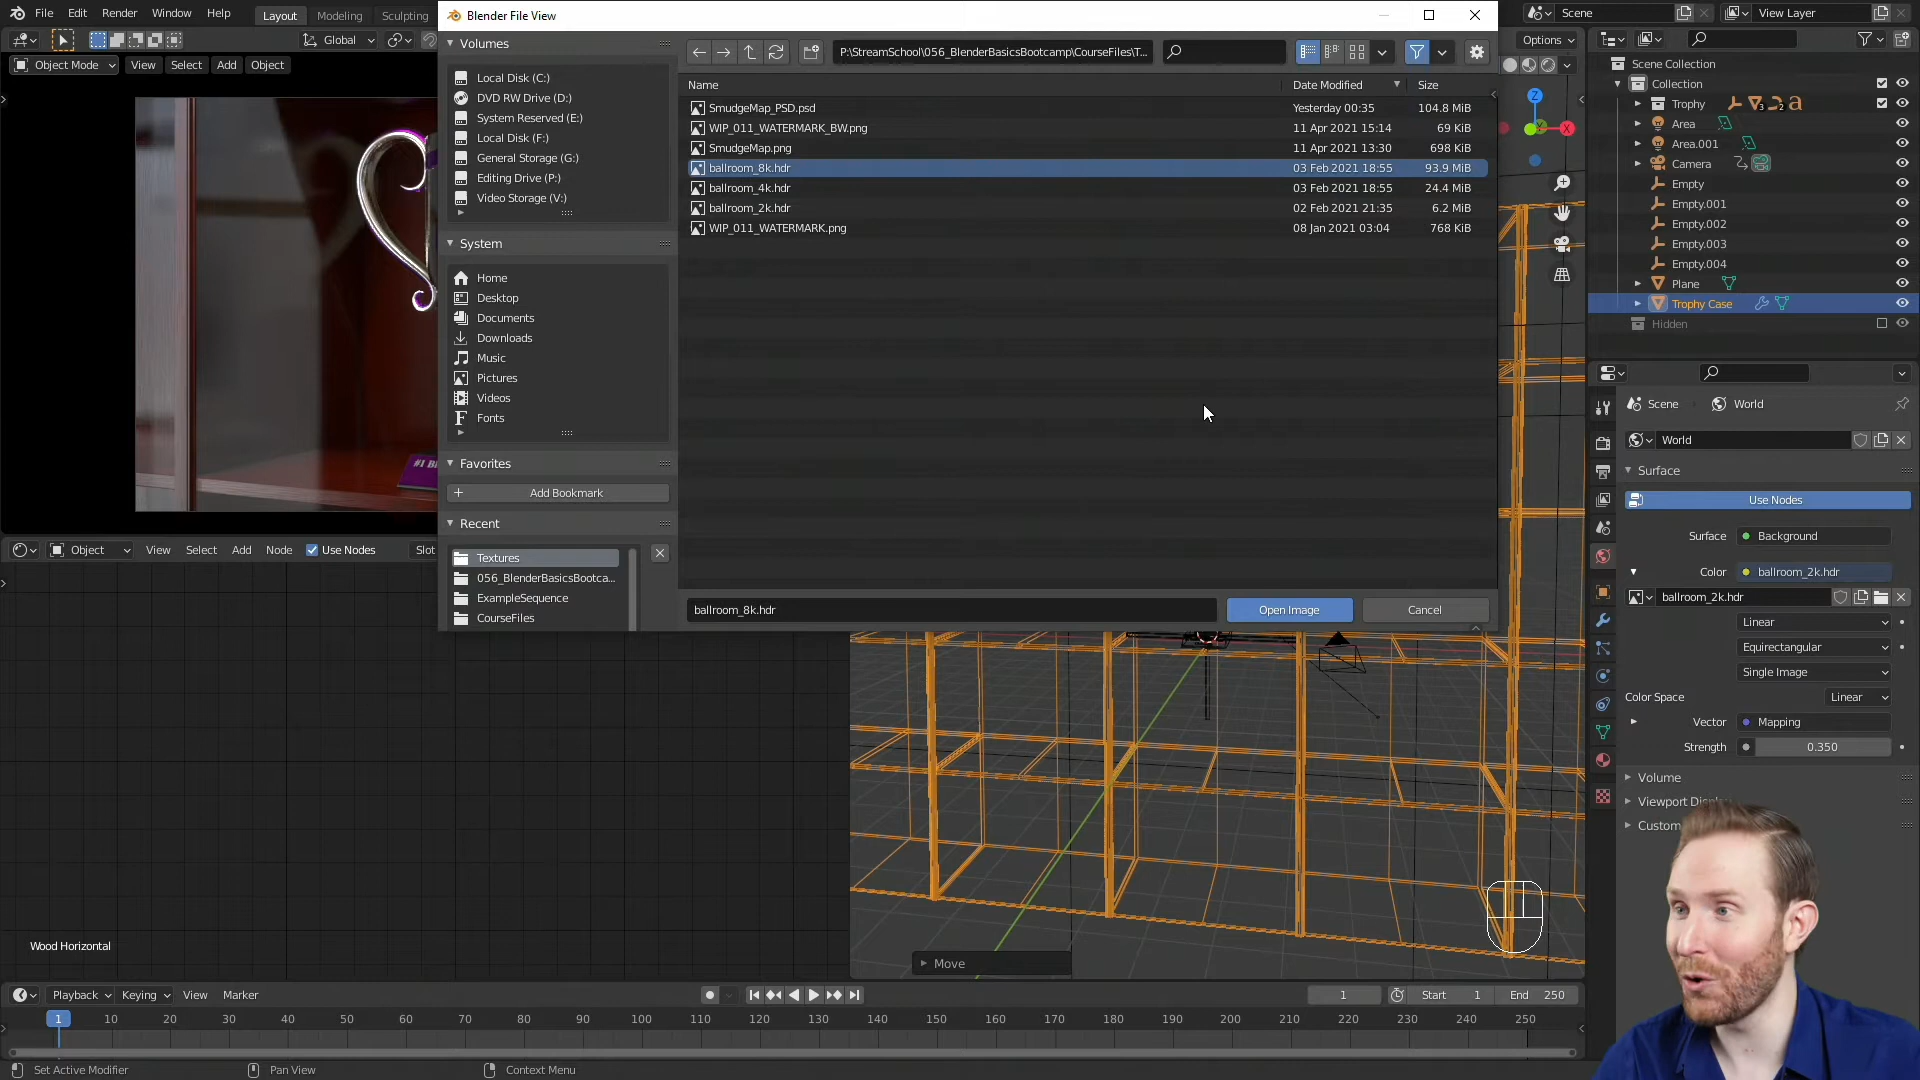 File Edit Render Window Help Layout Modeling Sculpting
Blender File View
Scene
View Layer
Global
Options
Object Mode View Select Add Object
Volumes
Local Disk (C:)
DVD RW Drive (D:)
System Reserved (E:)
Local Disk (F:)
General Storage (G:)
Editing Drive (P:)
Video Storage (V:)
System
Home
Desktop
Documents
Downloads
Music
Pictures
Videos
Fonts
Favorites
Add Bookmark
Recent
Textures
056_BlenderBasicsBootca...
ExampleSequence
CourseFiles
P:\StreamSchool\056_BlenderBasicsBootcamp\CourseFiles\T...
Name Date Modified Size
SmudgeMap_PSD.psd Yesterday 00:35 104.8 MiB
WIP_011_WATERMARK_BW.png 11 Apr 2021 15:14 69 KiB
SmudgeMap.png 11 Apr 2021 13:30 698 KiB
ballroom_8k.hdr 03 Feb 2021 18:55 93.9 MiB
ballroom_4k.hdr 03 Feb 2021 18:55 24.4 MiB
ballroom_2k.hdr 02 Feb 2021 21:35 6.2 MiB
WIP_011_WATERMARK.png 08 Jan 2021 03:04 768 KiB
ballroom_8k.hdr Open Image Cancel
Z
X
Scene Collection
Collection
Trophy 3 2
Area
Area.001
Camera
Empty
Empty.001
Empty.002
Empty.003
Empty.004
Plane
Trophy Case
Hidden
Scene World
World
Surface
Use Nodes
Surface Background
Color ballroom_2k.hdr
ballroom_2k.hdr
Linear
Equirectangular
Single Image
Color Space Linear
Vector Mapping
Strength 0.350
Volume
Viewport Displ
Custom
#1 B
Object View Select Add Node Use Nodes Slot
Wood Horizontal
Move
Playback Keying View Marker 1 Start 1 End 250
1 10 20 30 40 50 60 70 80 90 100 110 120 130 140 150 160 170 180 190 200 210 220 230 240 250
Set Active Modifier Pan View Context Menu